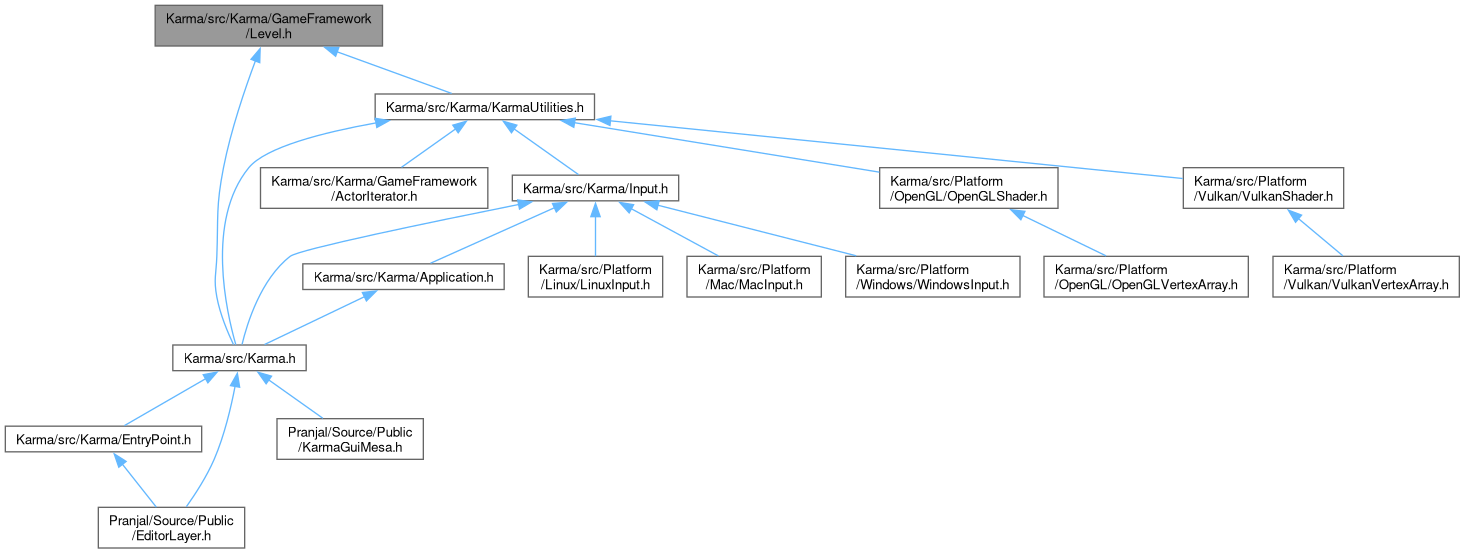 Karma/src/Karma/GameFramework
/Level.h
Karma/src/Karma/KarmaUtilities.h
Karma/src/Karma/GameFramework
/ActorIterator.h
Karma/src/Karma/Input.h
Karma/src/Platform
/OpenGL/OpenGLShader.h
Karma/src/Platform
/Vulkan/VulkanShader.h
Karma/src/Karma/Application.h
Karma/src/Platform
/Linux/LinuxInput.h
Karma/src/Platform
/Mac/MacInput.h
Karma/src/Platform
/Windows/WindowsInput.h
Karma/src/Platform
/OpenGL/OpenGLVertexArray.h
Karma/src/Platform
/Vulkan/VulkanVertexArray.h
Karma/src/Karma.h
Karma/src/Karma/EntryPoint.h
Pranjal/Source/Public
/KarmaGuiMesa.h
Pranjal/Source/Public
/EditorLayer.h